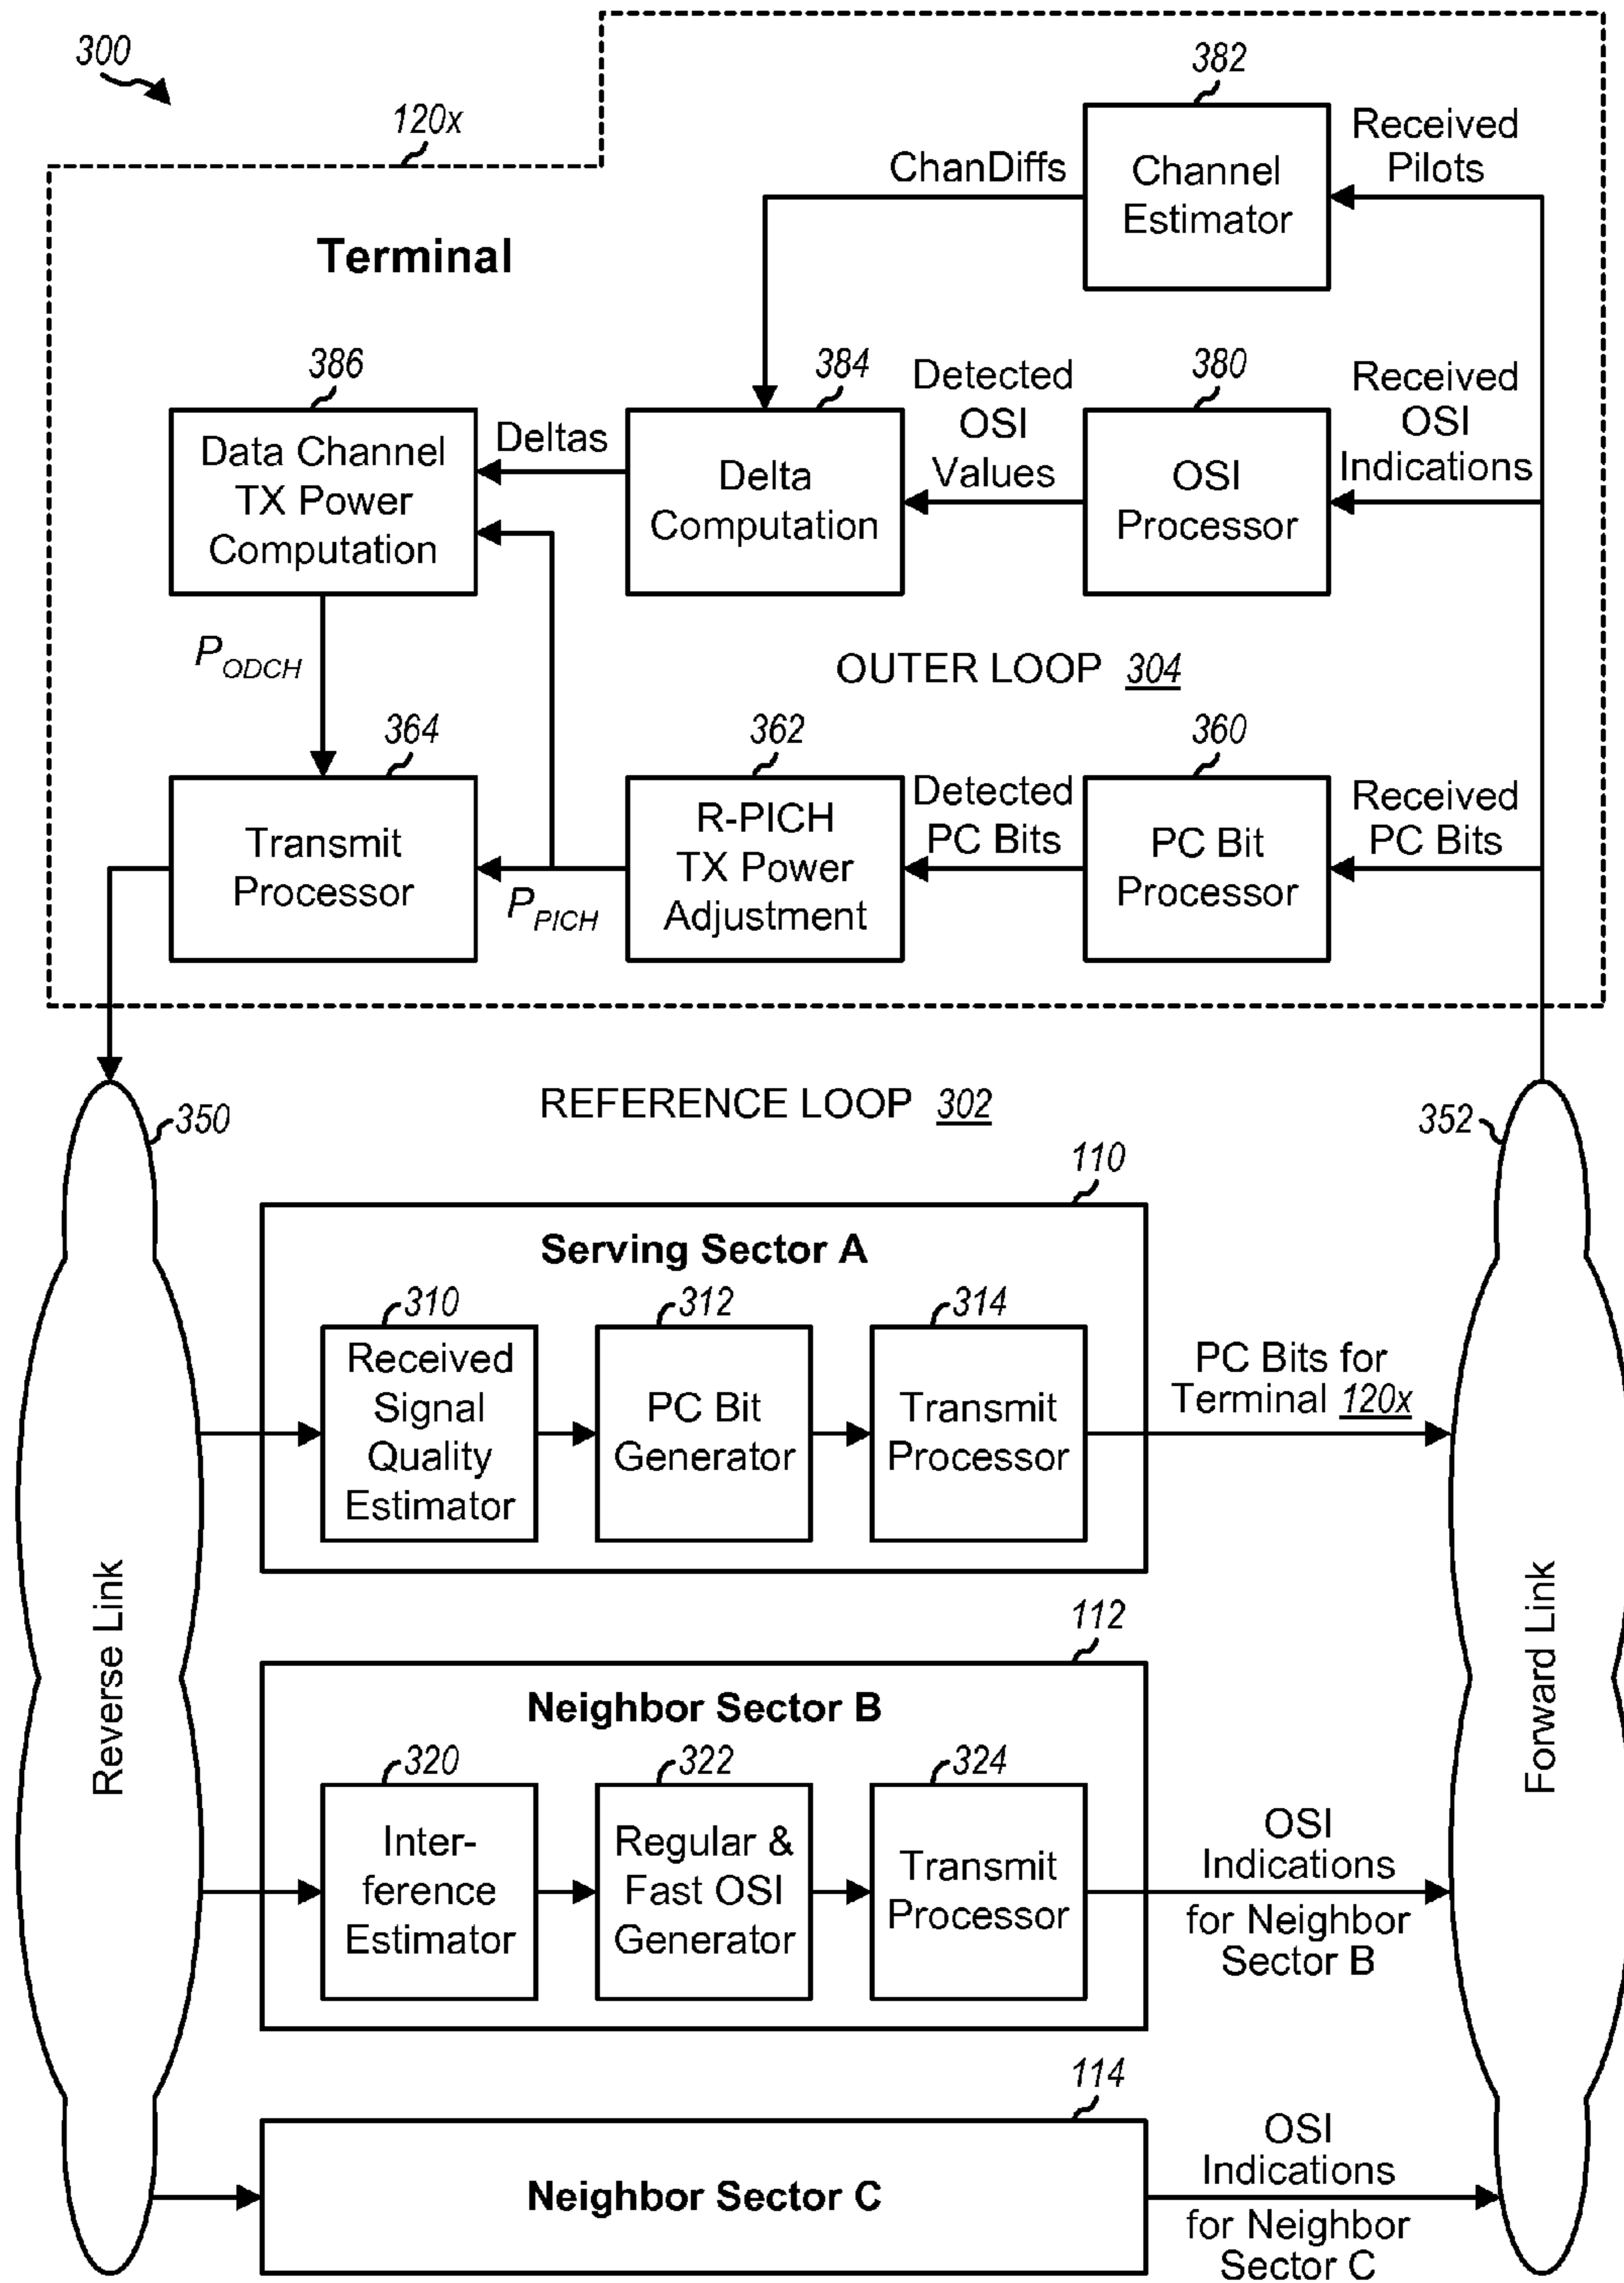 300
120x
382
Received
Pilots
ChanDiffs
Channel
Estimator
Terminal
386
384
Detected
OSI
Values
380
Received
OSI
Indications
Data Channel
TX Power
Computation
Deltas
Delta
Computation
OSI
Processor
P_ODCH
OUTER LOOP 304
364
362
360
Transmit
Processor
P_PICH
R-PICH
TX Power
Adjustment
Detected
PC Bits
PC Bit
Processor
Received
PC Bits
REFERENCE LOOP 302
350
352
110
Serving Sector A
310
312
314
Received
Signal
Quality
Estimator
PC Bit
Generator
Transmit
Processor
PC Bits for
Terminal 120x
Reverse Link
Forward Link
112
Neighbor Sector B
320
322
324
Inter-
ference
Estimator
Regular &
Fast OSI
Generator
Transmit
Processor
OSI
Indications
for Neighbor
Sector B
114
Neighbor Sector C
OSI
Indications
for Neighbor
Sector C